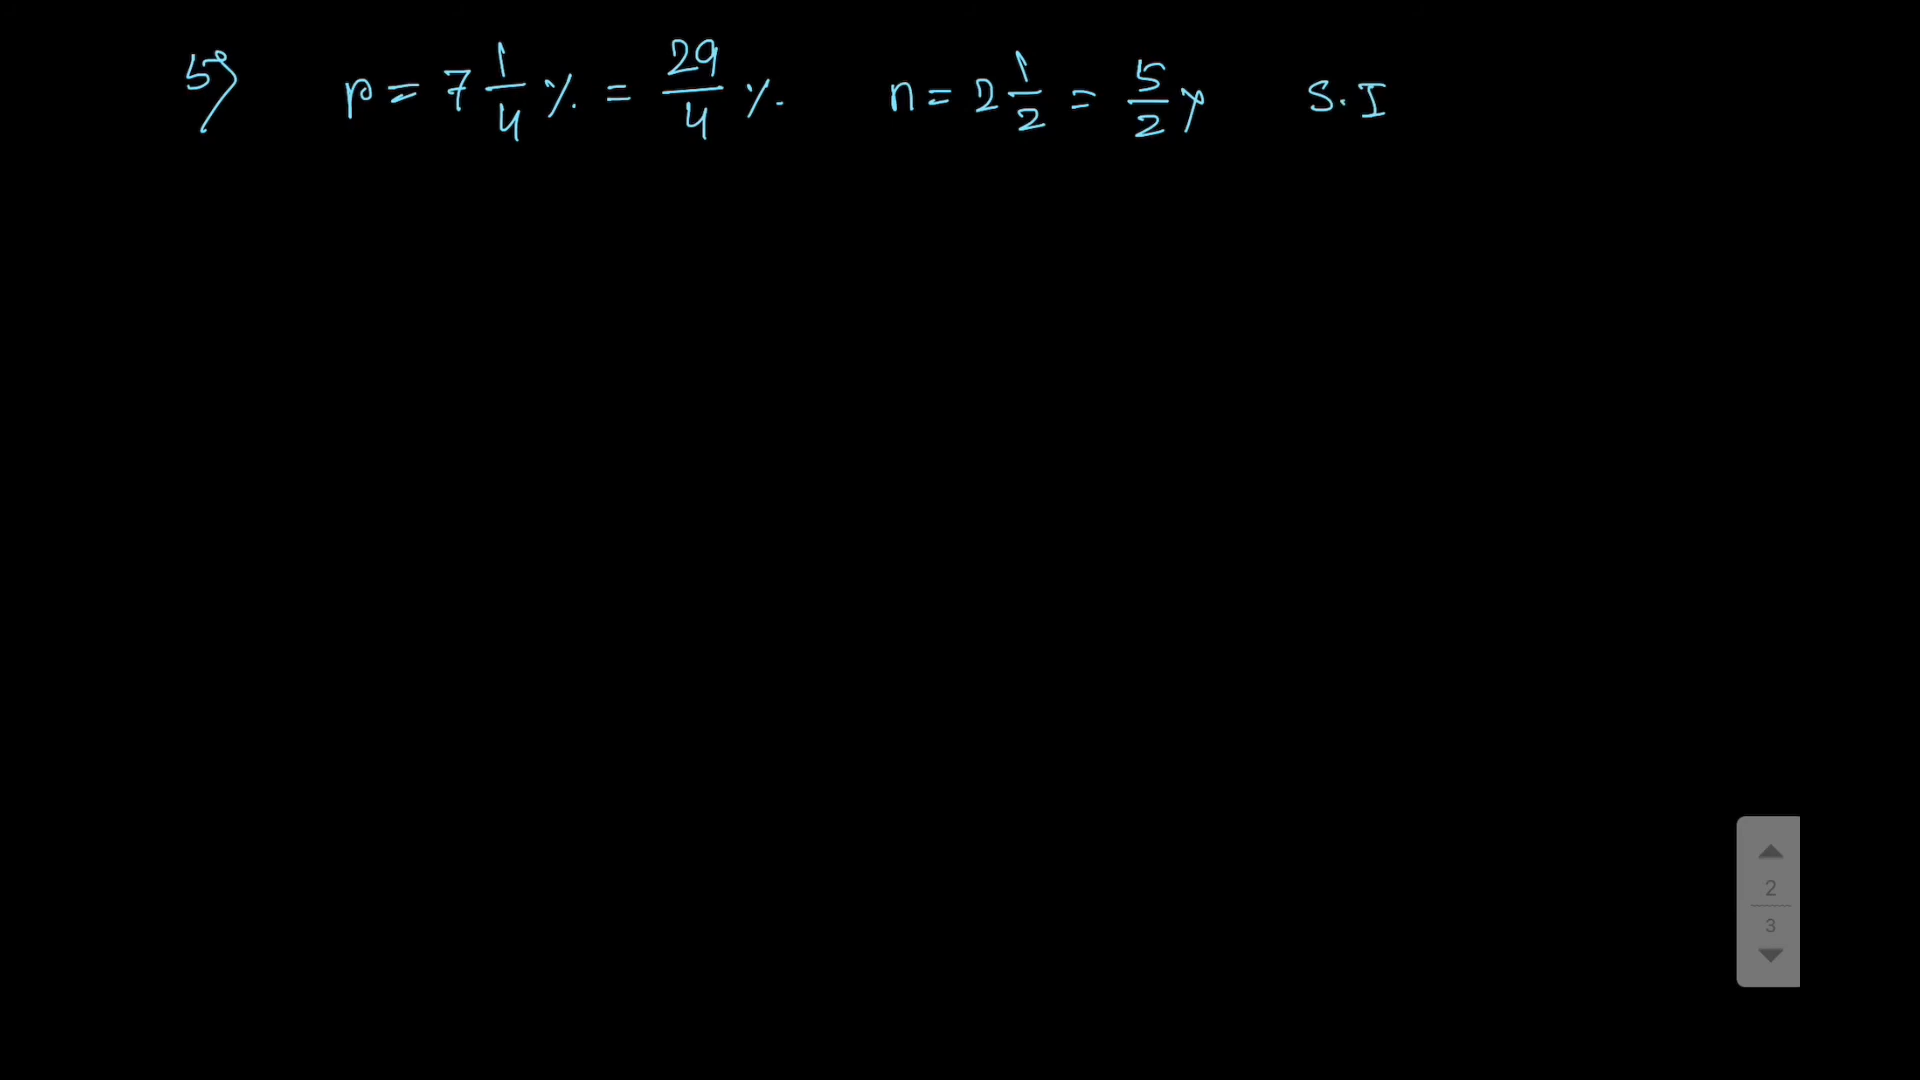 5) p = 7 1/4 % = 29/4 %. n = 2 1/2 = 5/2 y S.I
2
3